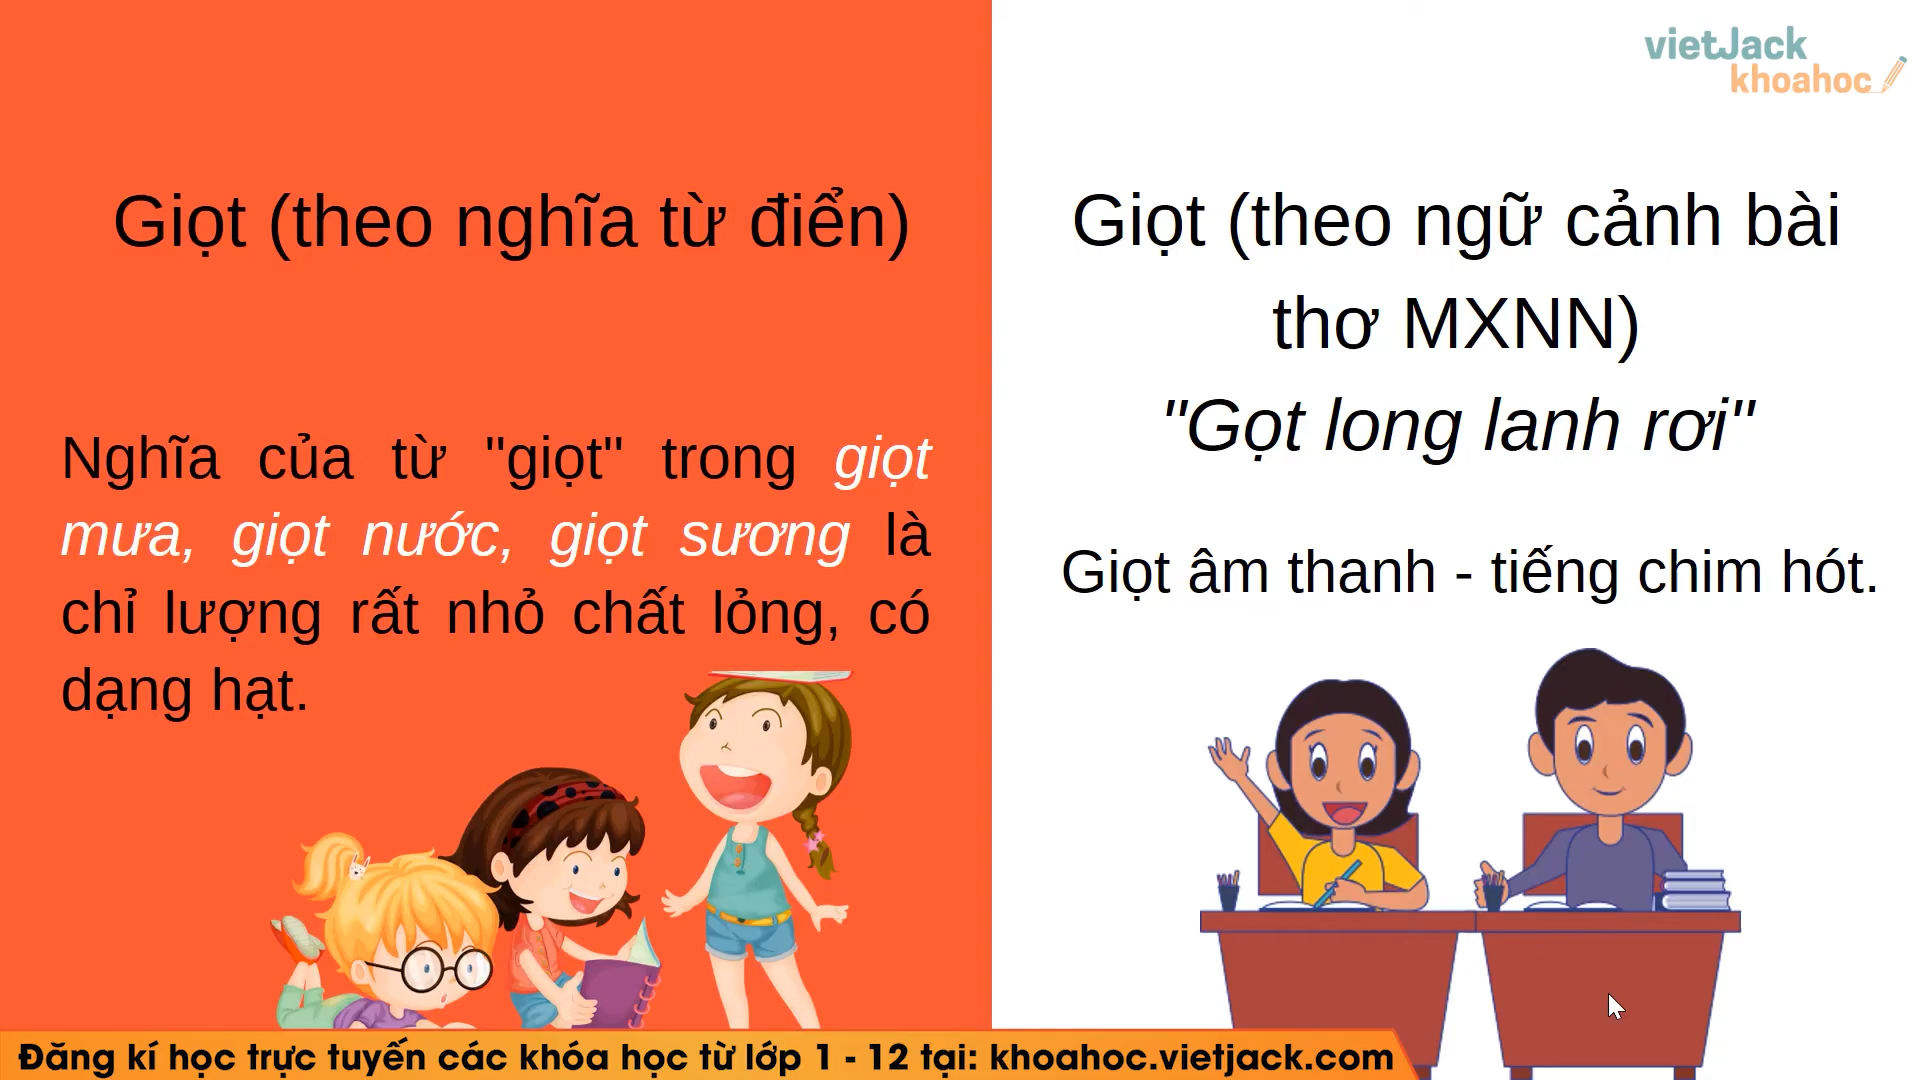 vietJack
khoahoc
Giọt (theo nghĩa từ điển)
Nghĩa của từ "giọt" trong giọt
mưa, giọt nước, giọt sương là
chỉ lượng rất nhỏ chất lỏng, có
dạng hạt.
Giọt (theo ngữ cảnh bài
thơ MXNN)
"Gọt long lanh rơi"
Giọt âm thanh - tiếng chim hót.
Đăng kí học trực tuyến các khóa học từ lớp 1 - 12 tại: khoahoc.vietjack.com